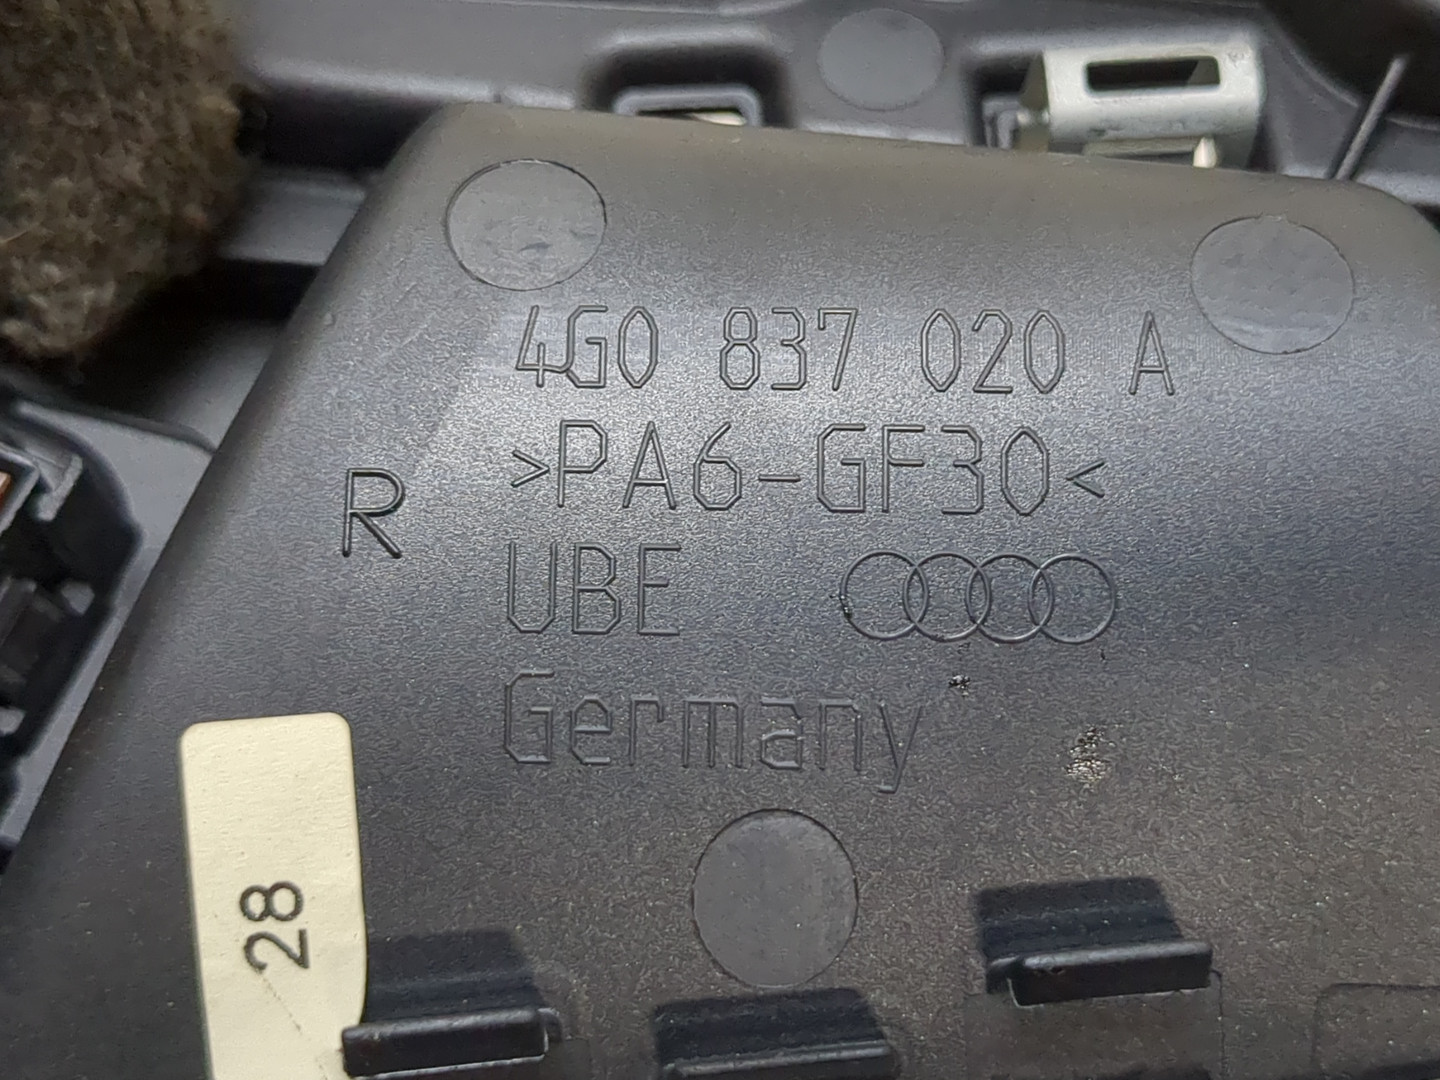 4G0 837 020 A
>PA6-GF30<
R
UBE
Germany
28